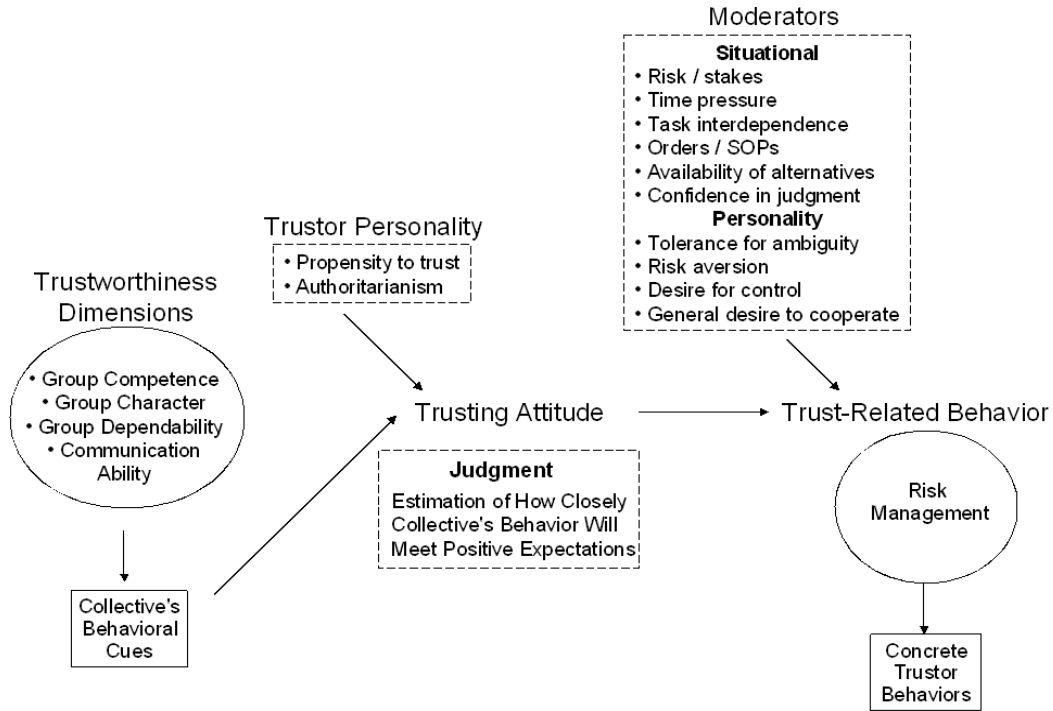 Moderators
Situational
• Risk / stakes
• Time pressure
• Task interdependence
• Orders / SOPs
• Availability of alternatives
• Confidence in judgment
Personality
• Tolerance for ambiguity
• Risk aversion
• Desire for control
• General desire to cooperate
Trustor Personality
• Propensity to trust
• Authoritarianism
Trustworthiness
Dimensions
• Group Competence
• Group Character
• Group Dependability
• Communication
Ability
Collective's
Behavioral
Cues
Trusting Attitude
Judgment
Estimation of How Closely
Collective's Behavior Will
Meet Positive Expectations
Trust-Related Behavior
Risk
Management
Concrete
Trustor
Behaviors